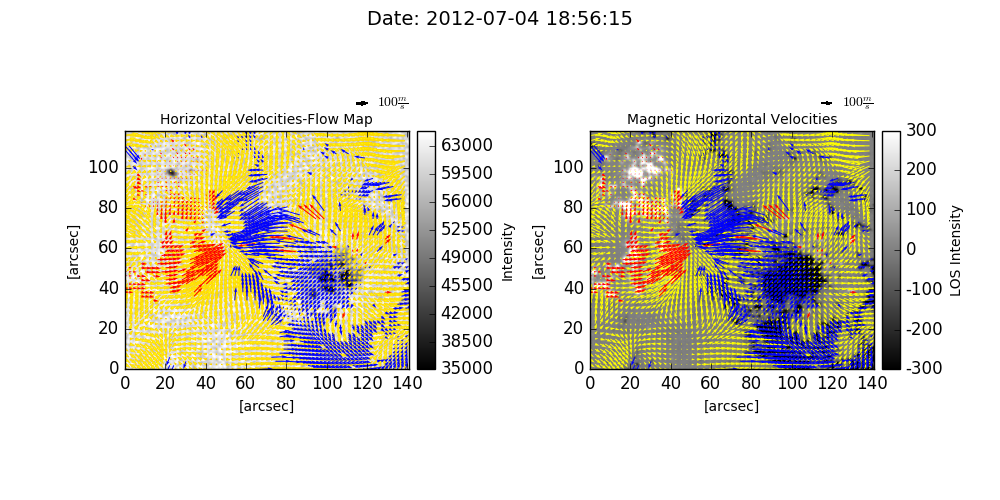 Date: 2012-07-04 18:56:15
100 m/s
100 m/s
Horizontal Velocities-Flow Map
Magnetic Horizontal Velocities
[arcsec]
100
80
60
40
20
0
0 20 40 60 80 100 120 140
[arcsec]
63000
59500
56000
52500
49000
45500
42000
38500
35000
Intensity
[arcsec]
100
80
60
40
20
0
0 20 40 60 80 100 120 140
[arcsec]
300
200
100
0
-100
-200
-300
LOS Intensity